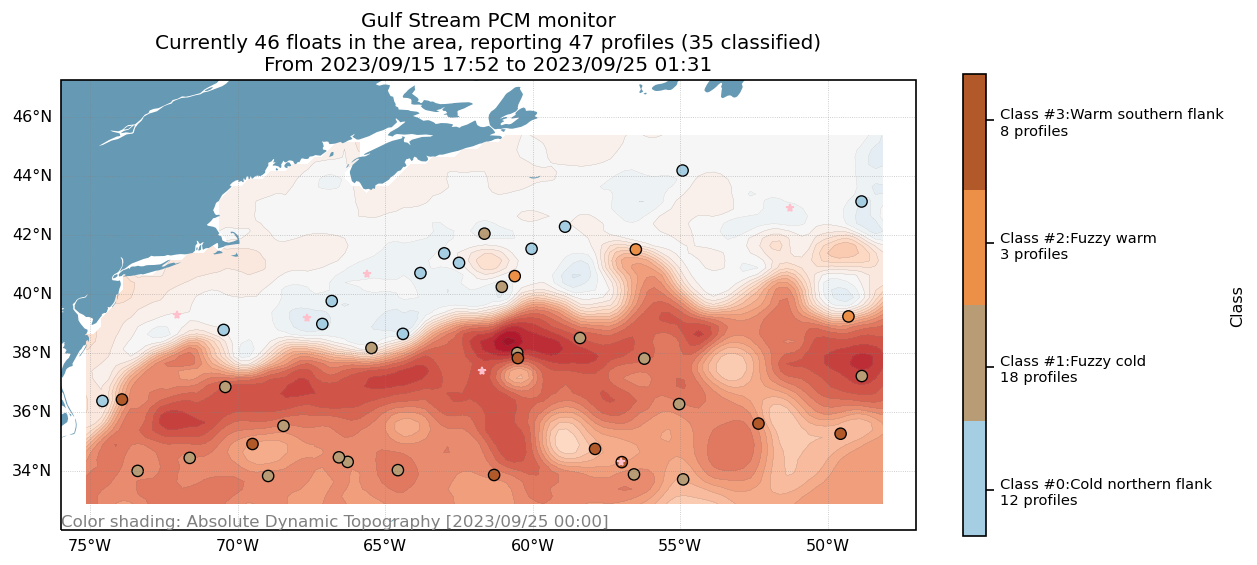 Gulf Stream PCM monitor
Currently 46 floats in the area, reporting 47 profiles (35 classified)
From 2023/09/15 17:52 to 2023/09/25 01:31
46°N
44°N
42°N
40°N
38°N
36°N
34°N
Color shading: Absolute Dynamic Topography [2023/09/25 00:00]
75°W
70°W
65°W
60°W
55°W
50°W
Class #3:Warm southern flank
8 profiles
Class #2:Fuzzy warm
3 profiles
Class #1:Fuzzy cold
18 profiles
Class #0:Cold northern flank
12 profiles
Class